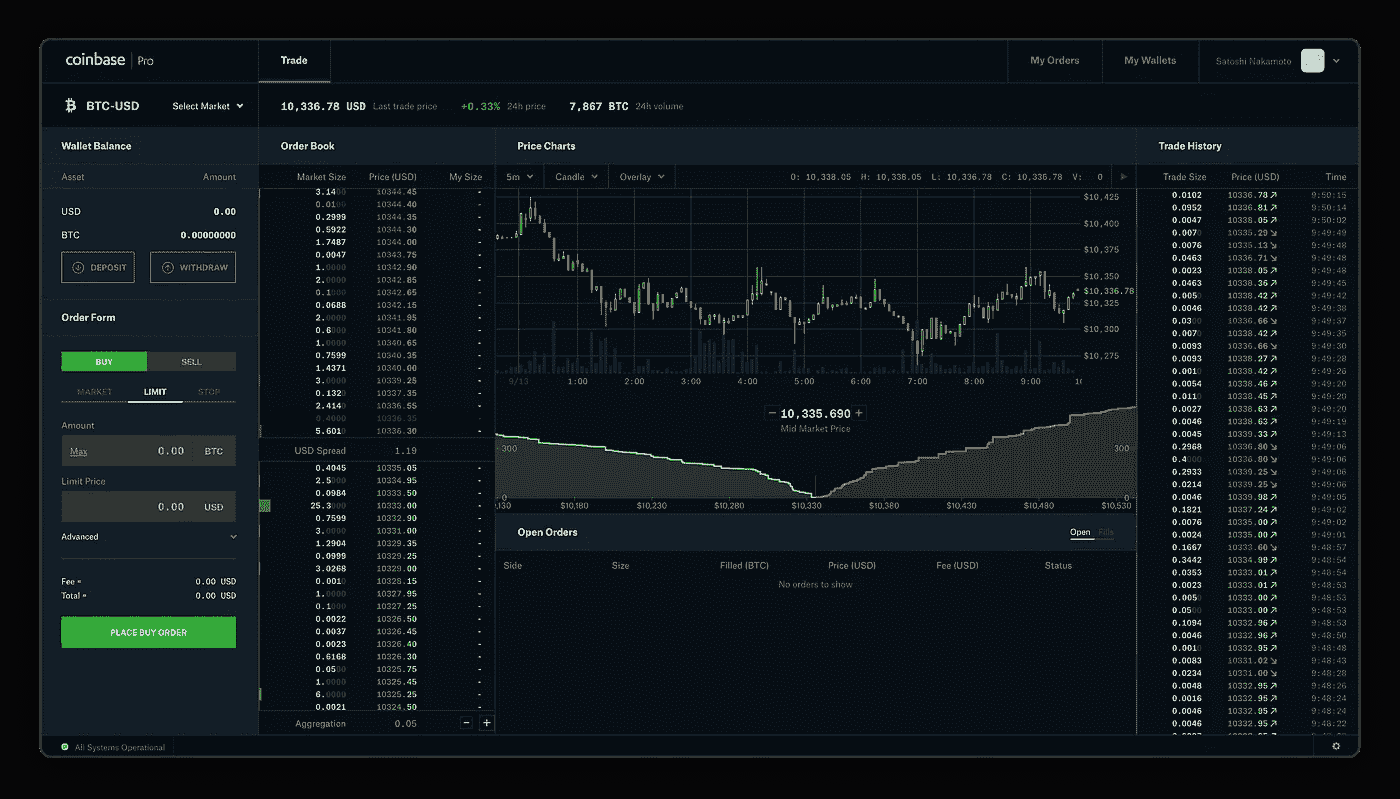 coinbase | Pro
Trade
My Orders
My Wallets
Satoshi Nakamoto
BTC-USD
Select Market
10,336.78 USD Last trade price
+0.33% 24h price
7,867 BTC 24h volume
Wallet Balance
Asset Amount
USD 0.00
BTC 0.00000000
DEPOSIT
WITHDRAW
Order Form
BUY
SELL
MARKET
LIMIT
STOP
Amount
Max 0.00 BTC
Limit Price
0.00 USD
Advanced
Fee ≈ 0.00 USD
Total ≈ 0.00 USD
PLACE BUY ORDER
All Systems Operational
Order Book
Market Size Price (USD) My Size
3.1400 10344.45 -
0.0100 10344.40 -
0.2999 10344.35 -
0.5922 10344.30 -
1.7487 10344.00 -
0.0047 10343.75 -
1.0000 10342.90 -
2.0000 10342.85 -
0.1000 10342.65 -
0.0688 10342.15 -
2.0000 10341.95 -
0.6000 10341.80 -
1.0000 10340.65 -
0.7599 10340.35 -
1.4371 10340.00 -
3.0000 10339.25 -
0.1320 10337.35 -
2.4140 10336.55 -
0.4000 10336.35 -
5.6010 10336.30 -
USD Spread 1.19
0.4045 10335.05 -
2.5000 10334.95 -
0.0984 10333.50 -
25.3000 10333.00 -
0.7599 10332.90 -
3.0000 10331.00 -
1.2904 10329.35 -
0.0999 10329.25 -
3.0268 10329.00 -
0.0010 10328.15 -
1.0000 10327.95 -
0.1000 10327.25 -
0.0022 10326.50 -
0.0037 10326.45 -
0.0023 10326.40 -
0.6168 10326.30 -
0.0500 10325.75 -
1.0000 10325.45 -
6.0000 10325.25 -
0.0021 10324.50 -
Aggregation 0.05 - +
Price Charts
5m
Candle
Overlay
O: 10,338.05 H: 10,338.05 L: 10,336.78 C: 10,336.78 V: 0
$10,425
$10,400
$10,375
$10,350
$10,336.78
$10,325
$10,300
$10,275
9/13 1:00 2:00 3:00 4:00 5:00 6:00 7:00 8:00 9:00 1(
− 10,335.690 +
Mid Market Price
300 300
0 0
,130 $10,180 $10,230 $10,280 $10,330 $10,380 $10,430 $10,480 $10,530
Open Orders
Open Fills
Side Size Filled (BTC) Price (USD) Fee (USD) Status
No orders to show
Trade History
Trade Size Price (USD) Time
0.0102 10336.78↗ 9:50:15
0.0952 10336.81↗ 9:50:14
0.0047 10338.05↗ 9:50:02
0.0070 10335.29↘ 9:49:49
0.0076 10335.13↘ 9:49:48
0.0463 10336.71↘ 9:49:48
0.0023 10338.05↗ 9:49:48
0.0463 10338.36↗ 9:49:45
0.0050 10338.42↗ 9:49:42
0.0046 10338.42↗ 9:49:38
0.0300 10336.66↘ 9:49:37
0.0070 10338.42↗ 9:49:35
0.0093 10336.66↘ 9:49:30
0.0093 10338.27↗ 9:49:28
0.0010 10338.42↗ 9:49:26
0.0054 10338.46↗ 9:49:20
0.0110 10338.45↗ 9:49:20
0.0027 10338.63↗ 9:49:19
0.0046 10338.63↗ 9:49:19
0.0045 10339.33↗ 9:49:13
0.2968 10336.80↘ 9:49:06
0.4000 10336.80↘ 9:49:06
0.2933 10339.25↘ 9:49:06
0.0214 10339.25↘ 9:49:05
0.0046 10339.98↗ 9:49:05
0.1821 10337.24↗ 9:49:02
0.0076 10335.00↗ 9:49:02
0.0024 10335.00↗ 9:49:01
0.1667 10333.60↘ 9:48:57
0.3442 10334.99↗ 9:48:54
0.0353 10333.01↗ 9:48:54
0.0023 10333.01↗ 9:48:53
0.0050 10333.00↗ 9:48:53
0.0500 10333.00↗ 9:48:53
0.1094 10332.96↗ 9:48:53
0.0046 10332.96↗ 9:48:50
0.0010 10332.95↗ 9:48:48
0.0083 10331.02↘ 9:48:43
0.0234 10331.00↘ 9:48:28
0.0048 10332.95↗ 9:48:26
0.0016 10332.95↗ 9:48:24
0.0046 10332.95↗ 9:48:24
0.0046 10332.95↗ 9:48:22